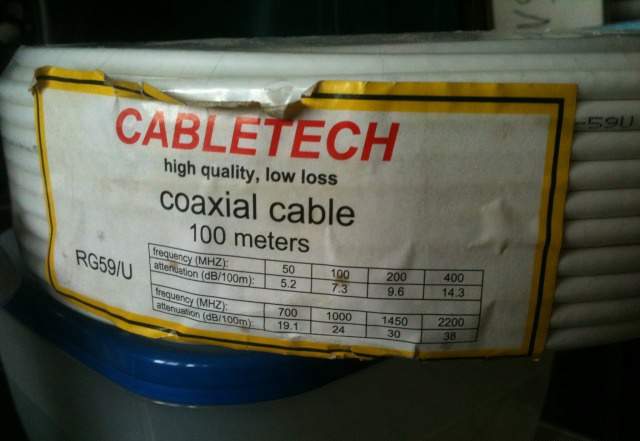 CABLETECH
high quality, low loss
coaxial cable
100 meters
RG59/U
frequency (MHZ): 50 100 200 400
attenuation (dB/100m): 5.2 7.3 9.6 14.3
frequency (MHZ): 700 1000 1450 2200
attenuation (dB/100m): 19.1 24 30 38
-59U